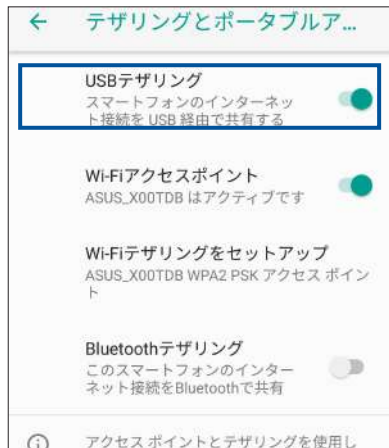 テザリングとポータブルア...
USBテザリング
スマートフォンのインターネッ
ト接続を USB 経由で共有する
Wi-Fiアクセスポイント
ASUS_X00TDB はアクティブです
Wi-Fiテザリングをセットアップ
ASUS_X00TDB WPA2 PSK アクセス ポイン
ト
Bluetoothテザリング
このスマートフォンのインター
ネット接続をBluetoothで共有
アクセス ポイントとテザリングを使用し